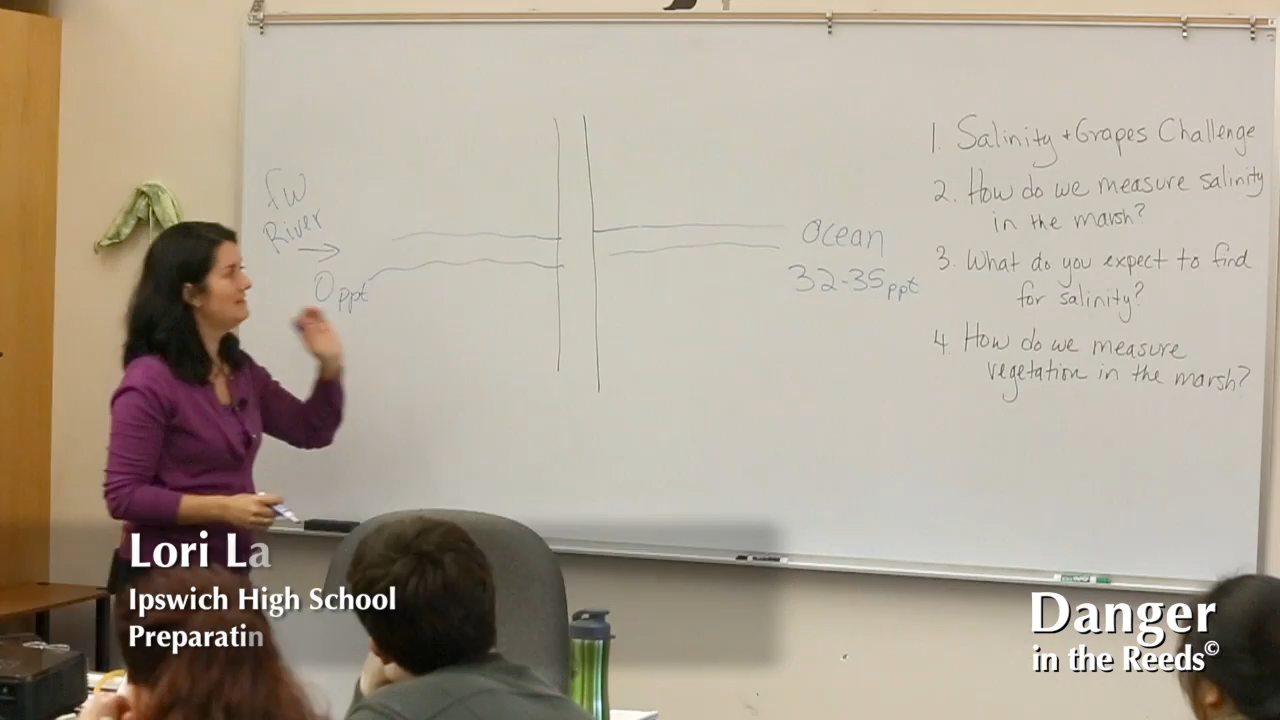 fw
River
0ppt
Ocean
32-35ppt
1. Salinity + Grapes Challenge
2. How do we measure salinity
in the marsh?
3. What do you expect to find
for salinity?
4. How do we measure
vegetation in the marsh?
Lori La
Ipswich High School
Preparatin
Danger
in the Reeds©